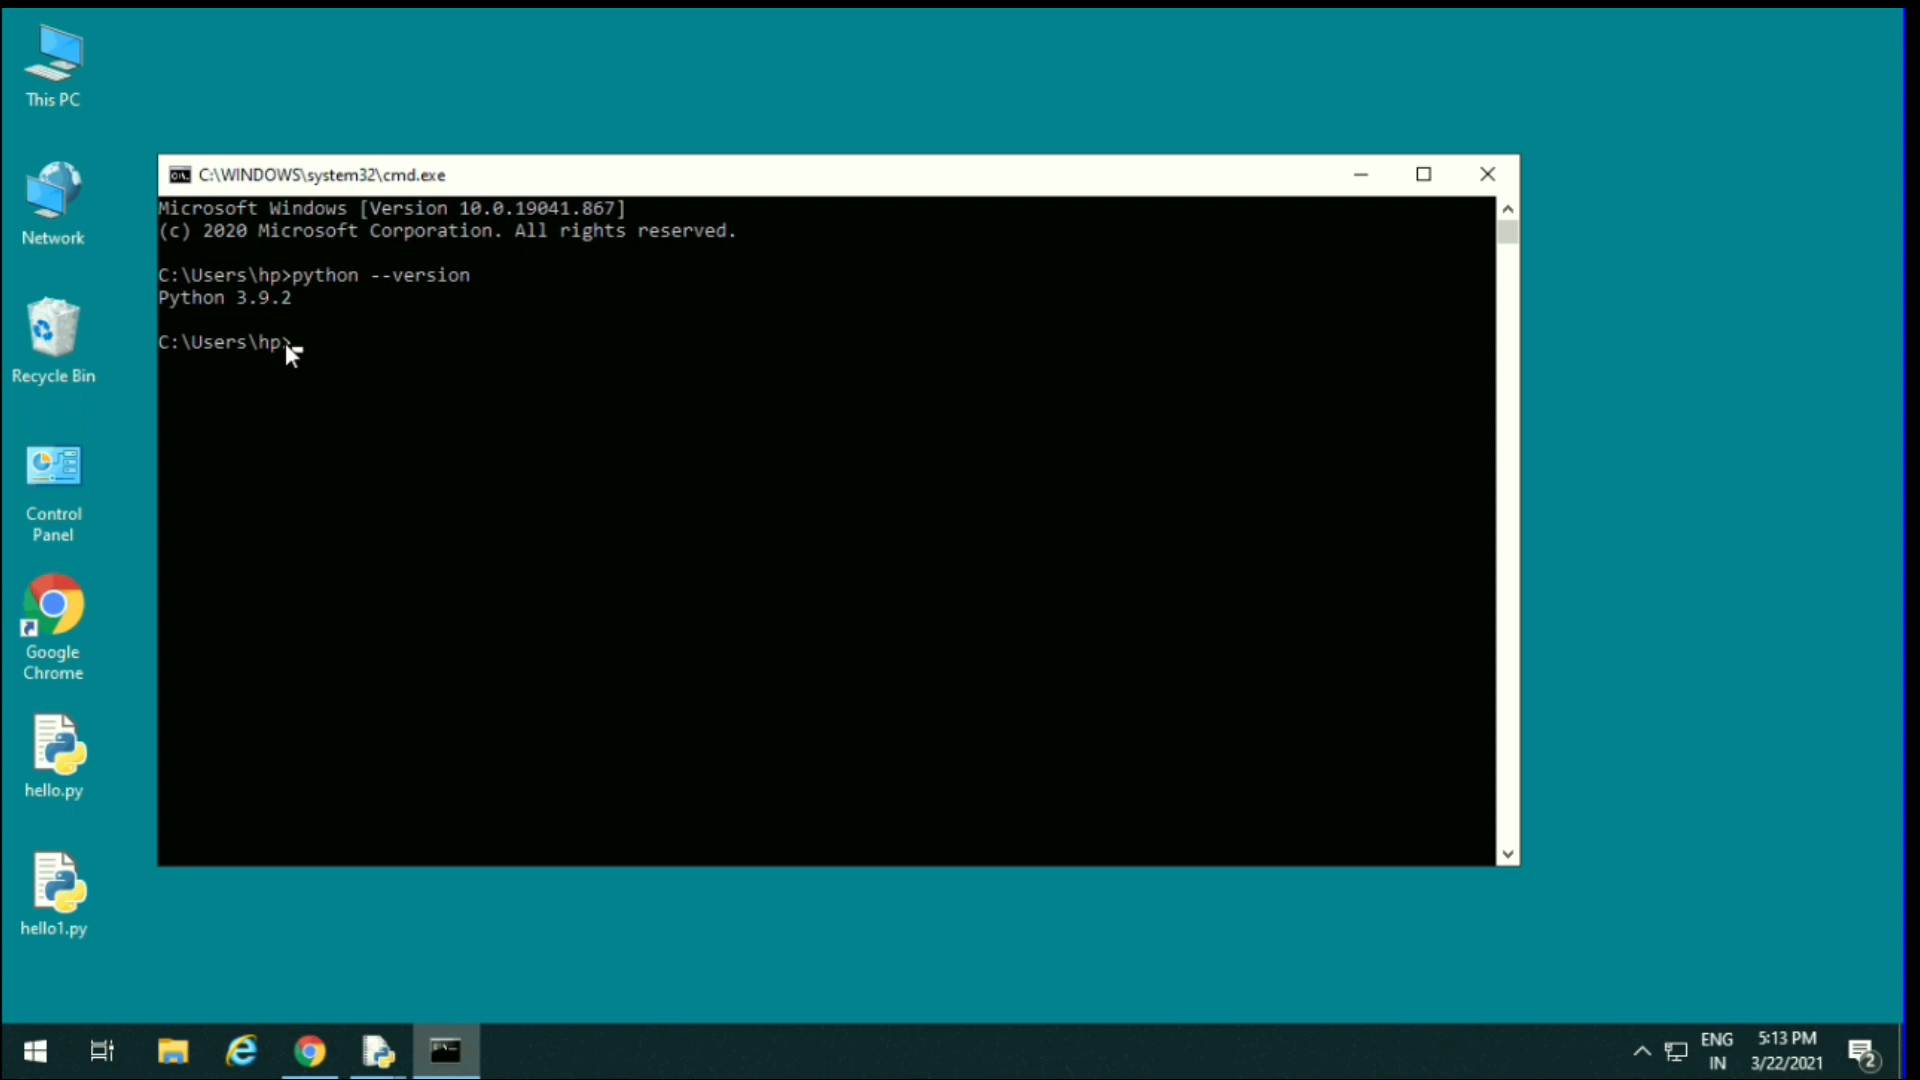 This PC
Network
Recycle Bin
Control
Panel
Google
Chrome
hello.py
hello1.py
C:\WINDOWS\system32\cmd.exe
Microsoft Windows [Version 10.0.19041.867]
(c) 2020 Microsoft Corporation. All rights reserved.
C:\Users\hp>python --version
Python 3.9.2
C:\Users\hp>
ENG
IN
5:13 PM
3/22/2021
2